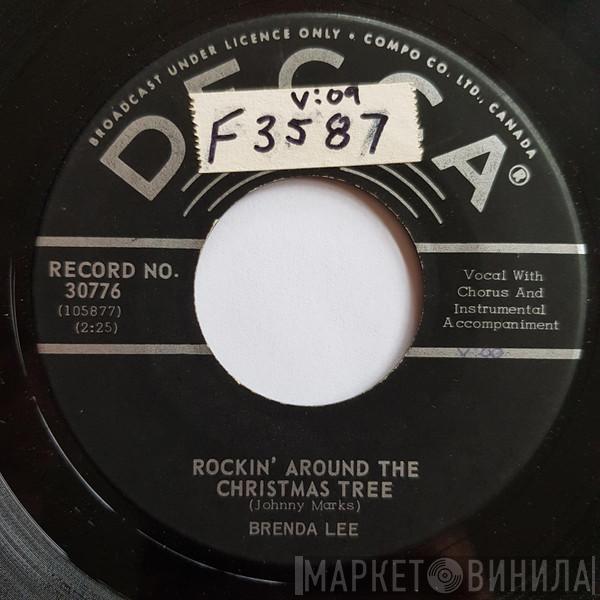 BROADCAST UNDER LICENCE ONLY • COMPO CO. LTD., CANADA
DECCA®
V:09
F3587
RECORD NO.
30776
(105877)
(2:25)
Vocal With
Chorus And
Instrumental
Accompaniment
V:00
ROCKIN' AROUND THE
CHRISTMAS TREE
(Johnny Marks)
BRENDA LEE
МАРКЕТ ВИНИЛА